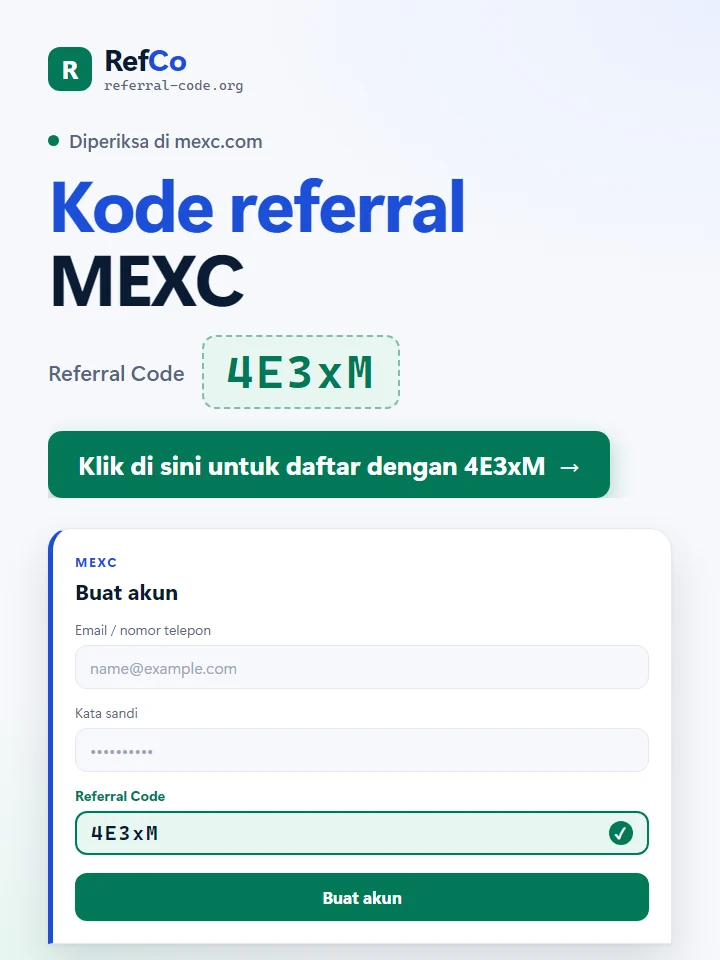 R
RefCo
referral-code.org
Diperiksa di mexc.com
Kode referral
MEXC
Referral Code
4E3xM
Klik di sini untuk daftar dengan 4E3xM →
MEXC
Buat akun
Email / nomor telepon
name@example.com
Kata sandi
••••••••••
Referral Code
4E3xM
Buat akun